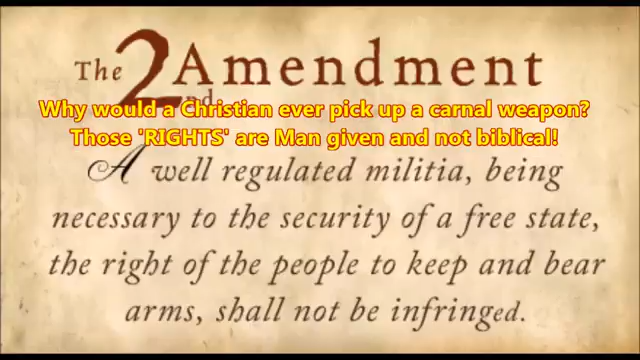 The 2nd Amendment
Why would a Christian ever pick up a carnal weapon?
Those 'RIGHTS' are Man given and not biblical!
A well regulated militia, being
necessary to the security of a free state,
the right of the people to keep and bear
arms, shall not be infringed.